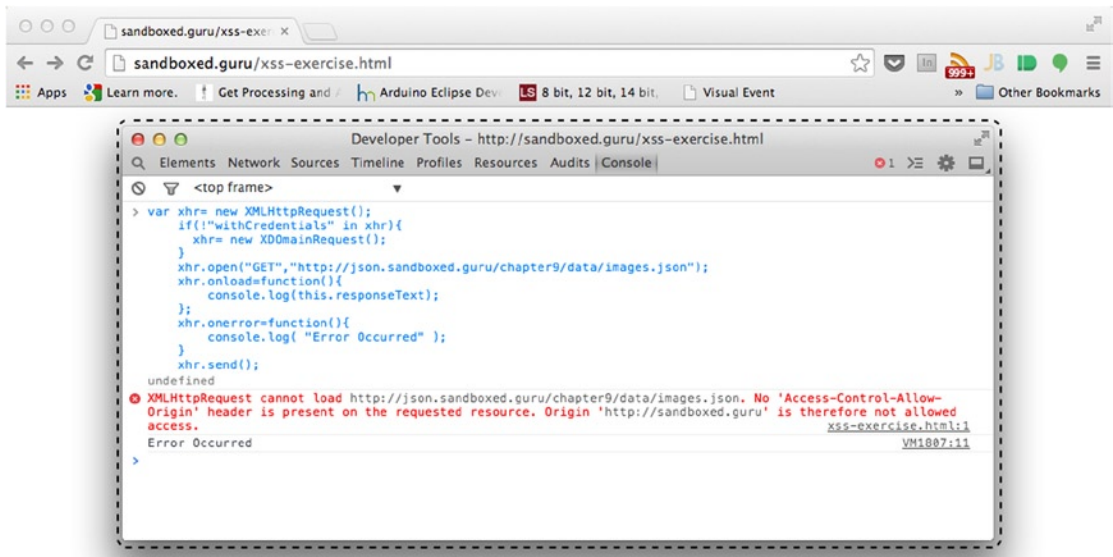 sandboxed.guru/xss-exer ×
sandboxed.guru/xss-exercise.html
In 999+ JB
Apps Learn more. Get Processing and Arduino Eclipse Dev LS 8 bit, 12 bit, 14 bit, Visual Event » Other Bookmarks
Developer Tools - http://sandboxed.guru/xss-exercise.html
Elements Network Sources Timeline Profiles Resources Audits Console 1
<top frame> ▼
> var xhr= new XMLHttpRequest();
if(!"withCredentials" in xhr){
xhr= new XDOmainRequest();
}
xhr.open("GET","http://json.sandboxed.guru/chapter9/data/images.json");
xhr.onload=function(){
console.log(this.responseText);
};
xhr.onerror=function(){
console.log( "Error Occurred" );
}
xhr.send();
undefined
XMLHttpRequest cannot load http://json.sandboxed.guru/chapter9/data/images.json. No 'Access-Control-Allow-
Origin' header is present on the requested resource. Origin 'http://sandboxed.guru' is therefore not allowed
access. xss-exercise.html:1
Error Occurred VM1807:11
>